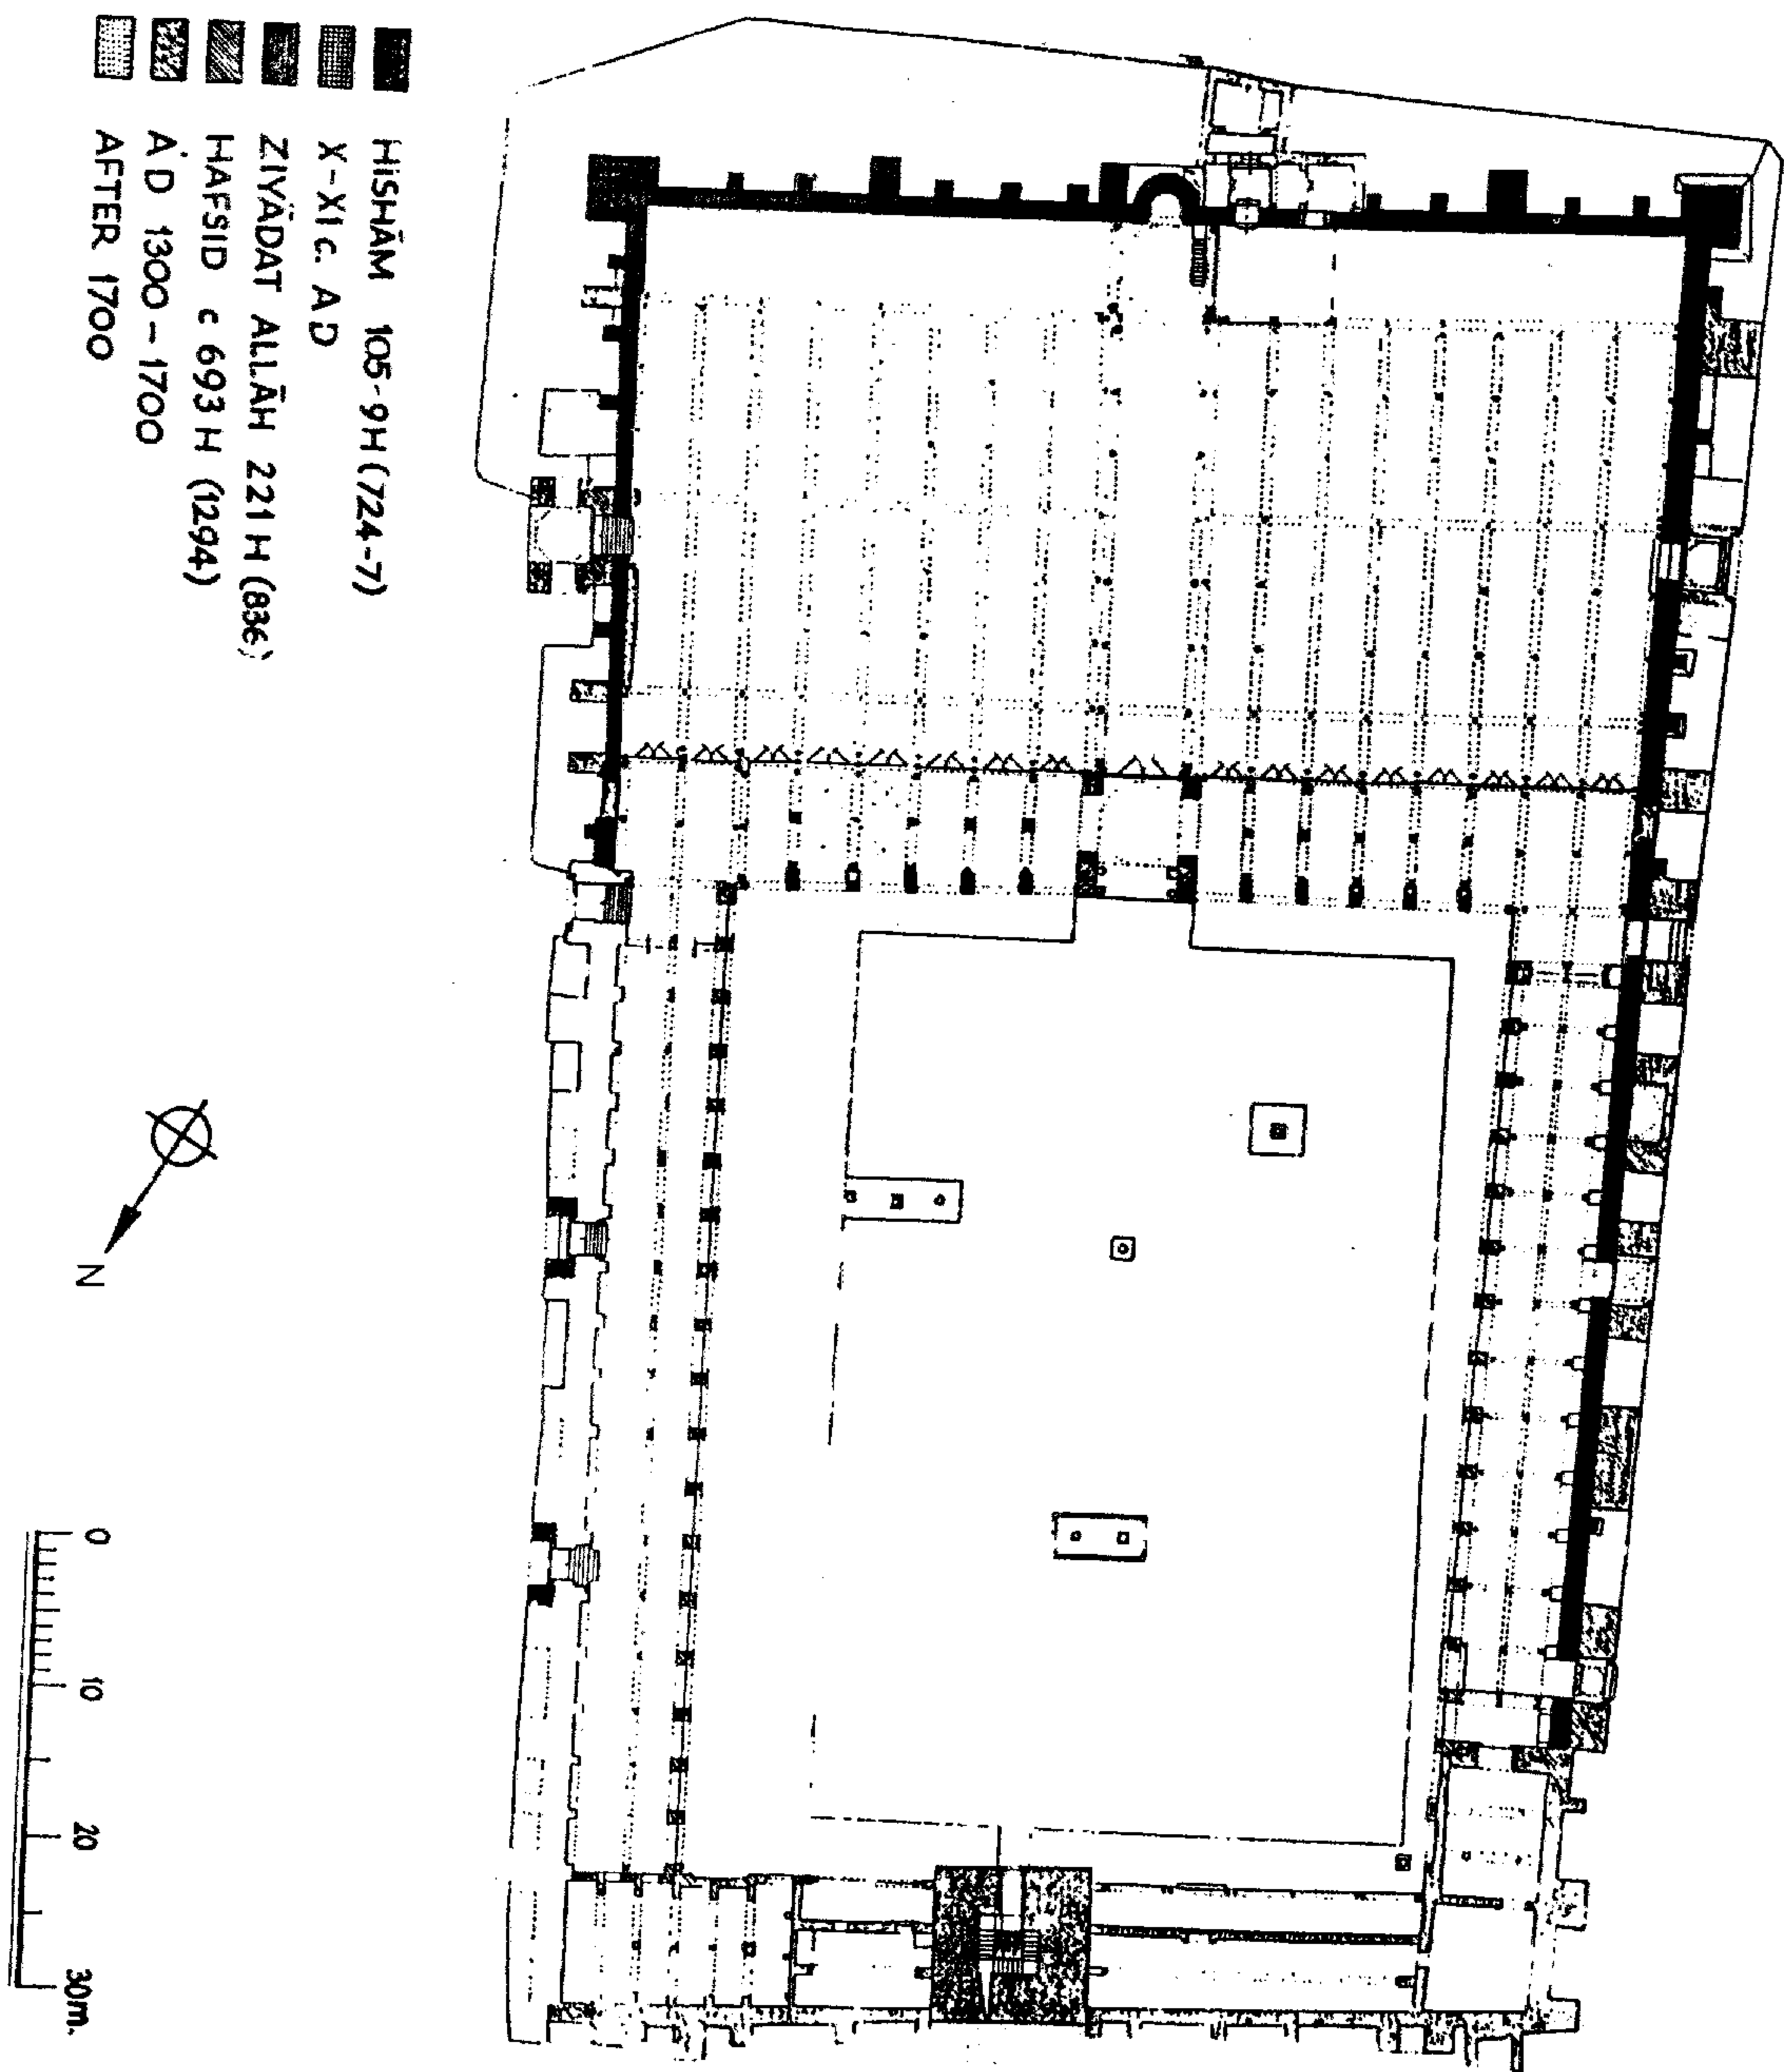 HISHĀM 105-9H (724-7)
X-XI c. A D
ZIYĀDAT ALLĀH 221 H (836)
HAFSID c 693 H (1294)
A D 1300-1700
AFTER 1700
N
0 10 20 30m.